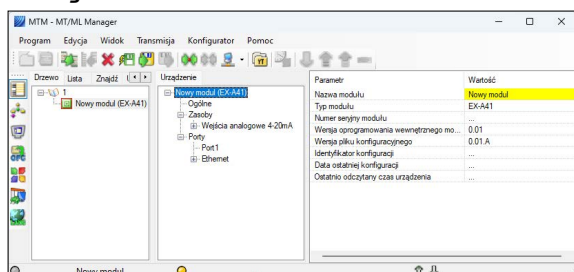 MTM - MT/ML Manager
Program Edycja Widok Transmisja Konfigurator Pomoc
Drzewo Lista Znajdź
1
Nowy moduł (EX-A41)
Urządzenie
Nowy moduł (EX-A41)
Ogólne
Zasoby
Wejścia analogowe 4-20mA
Porty
Port1
Ethernet
Parametr Wartość
Nazwa modułu Nowy moduł
Typ modułu EX-A41
Numer seryjny modułu ...
Wersja oprogramowania wewnętrznego mo... 0.01
Wersja pliku konfiguracyjnego 0.01.A
Identyfikator konfiguracji ...
Data ostatniej konfiguracji ...
Ostatnio odczytany czas urządzenia ...
Nowy moduł